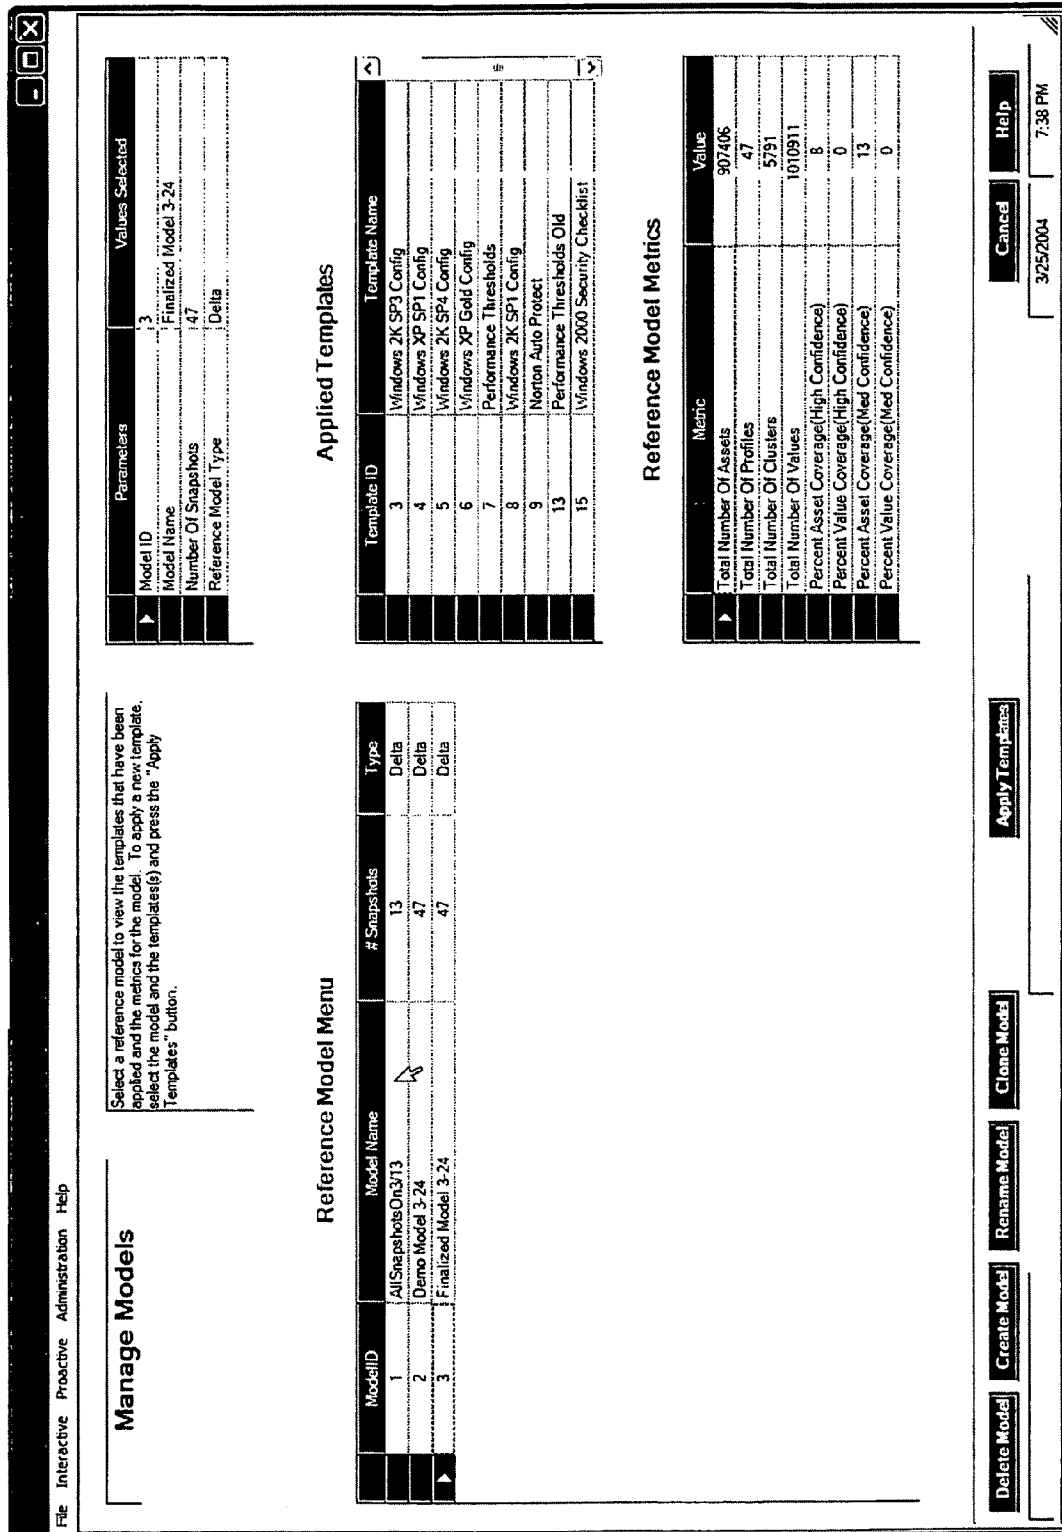 File Interactive Proactive Administration Help
Manage Models
Select a reference model to view the templates that have been
applied and the metrics for the model. To apply a new template,
select the model and the templates(s) and press the "Apply
Templates" button.
Parameters Values Selected
Model ID 3
Model Name Finalized Model 3-24
Number Of Snapshots 47
Reference Model Type Delta
Reference Model Menu
ModelID Model Name # Snapshots Type
1 AllSnapshotsOn3/13 13 Delta
2 Demo Model 3-24 47 Delta
3 Finalized Model 3-24 47 Delta
Applied Templates
Template ID Template Name
3 Windows 2K SP3 Config
4 Windows XP SP1 Config
5 Windows 2K SP4 Config
6 Windows XP Gold Config
7 Performance Thresholds
8 Windows 2K SP1 Config
9 Norton Auto Protect
13 Performance Thresholds Old
15 Windows 2000 Security Checklist
Reference Model Metrics
Metric Value
Total Number Of Assets 907406
Total Number Of Profiles 47
Total Number Of Clusters 5791
Total Number Of Values 1010911
Percent Asset Coverage(High Confidence) 8
Percent Value Coverage(High Confidence) 0
Percent Asset Coverage(Med Confidence) 13
Percent Value Coverage(Med Confidence) 0
Delete Model Create Model Rename Model Clone Model Apply Templates Cancel Help
3/25/2004 7:38 PM